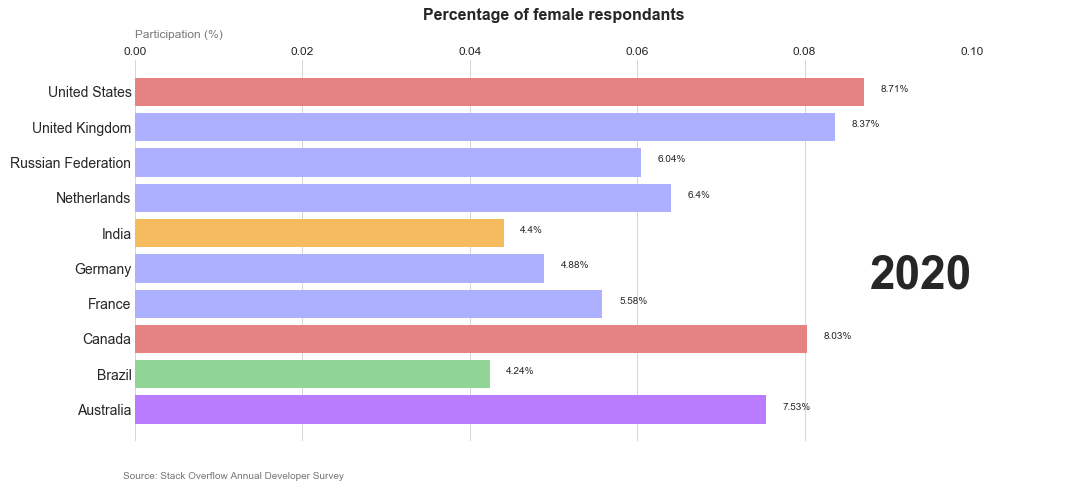 Percentage of female respondants
Participation (%)
0.00 0.02 0.04 0.06 0.08 0.10
United States 8.71%
United Kingdom 8.37%
Russian Federation 6.04%
Netherlands 6.4%
India 4.4%
Germany 4.88%
2020
France 5.58%
Canada 8.03%
Brazil 4.24%
Australia 7.53%
Source: Stack Overflow Annual Developer Survey